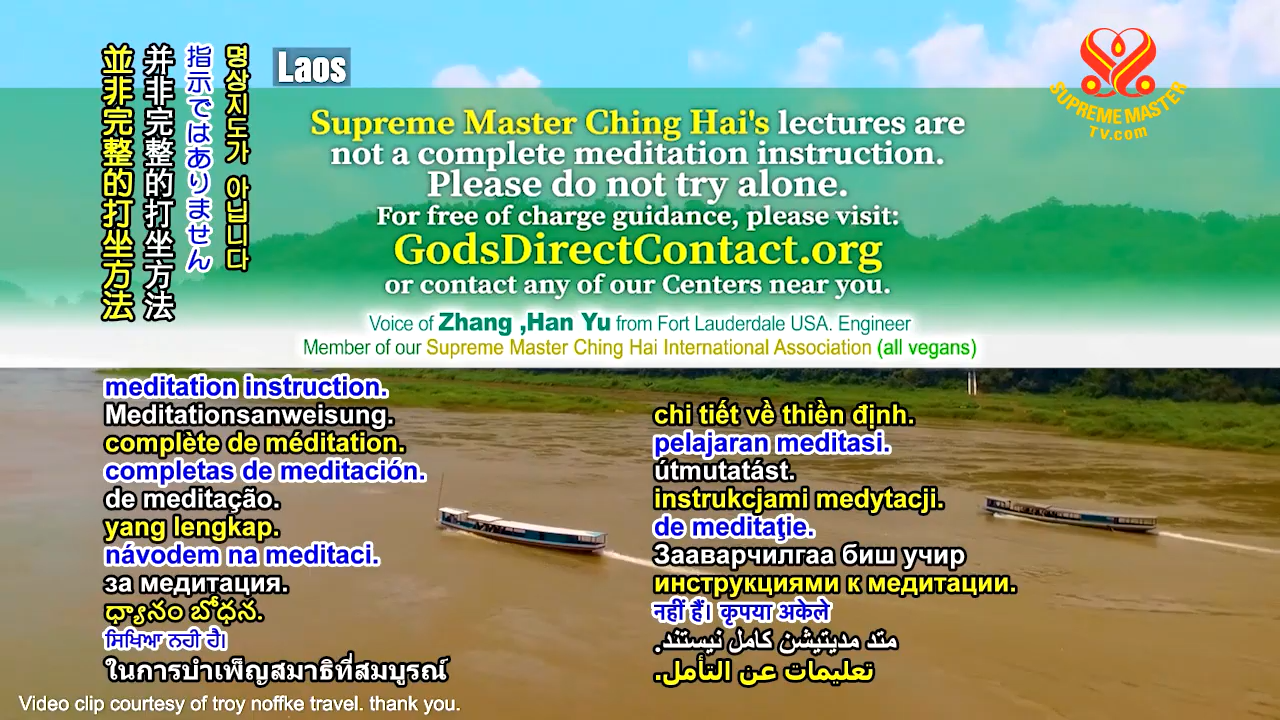 並非完整的打坐方法
并非完整的打坐方法
指示ではありません
명상지도가 아닙니다
Laos
SUPREME MASTER
TV.com
Supreme Master Ching Hai's lectures are
not a complete meditation instruction.
Please do not try alone.
For free of charge guidance, please visit:
GodsDirectContact.org
or contact any of our Centers near you.
Voice of Zhang ,Han Yu from Fort Lauderdale USA. Engineer
Member of our Supreme Master Ching Hai International Association (all vegans)
meditation instruction.
Meditationsanweisung.
complète de méditation.
completas de meditación.
de meditação.
yang lengkap.
návodem na meditaci.
за медитация.
ధ్యానం బోధన.
ਸਿਖਿਆ ਨਹੀ ਹੈ।
ในการบำเพ็ญสมาธิที่สมบูรณ์
chi tiết về thiền định.
pelajaran meditasi.
útmutatást.
instrukcjami medytacji.
de meditaţie.
Зааварчилгаа биш учир
инструкциями к медитации.
नहीं हैं। कृपया अकेले
متد مدیتیشن کامل نیستند.
تعليمات عن التأمل.
Video clip courtesy of troy noffke travel. thank you.